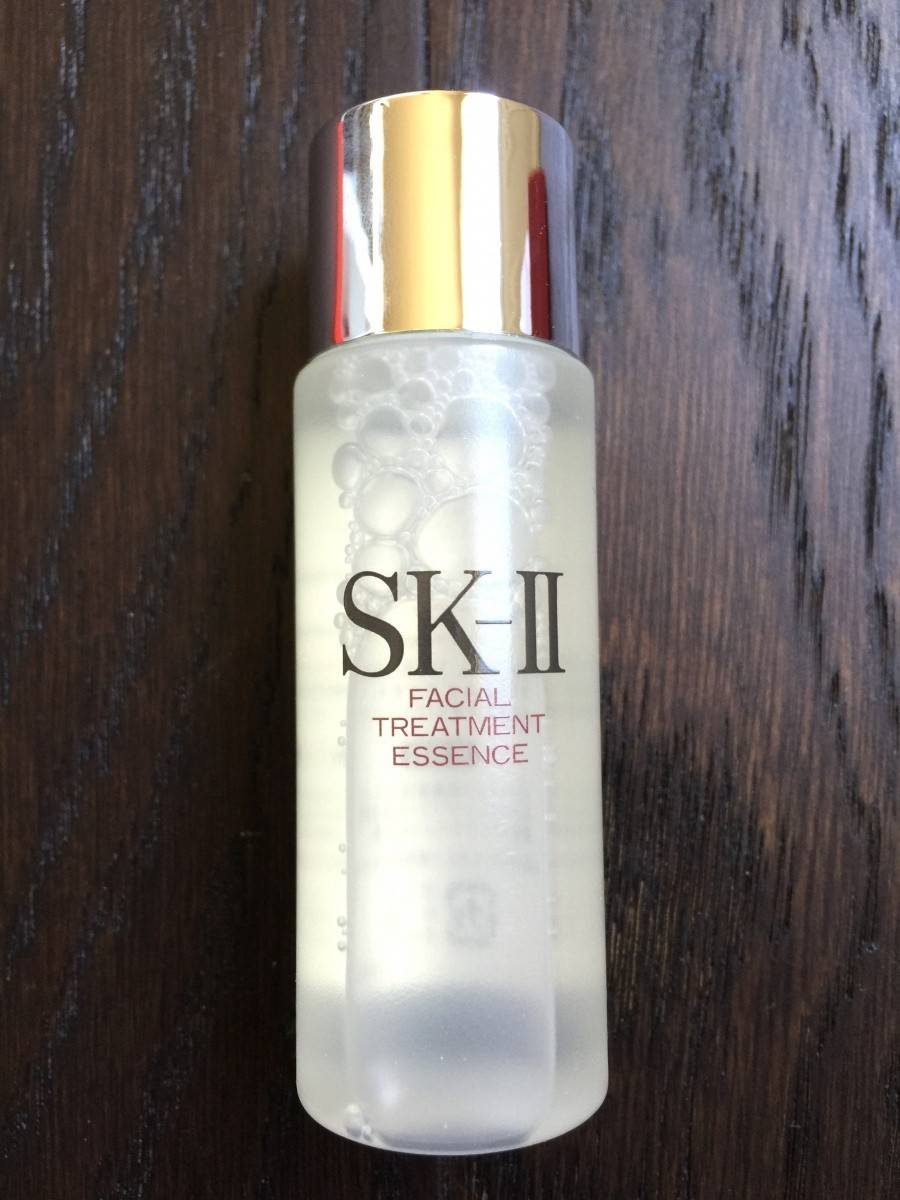 SK-II
FACIAL
TREATMENT
ESSENCE